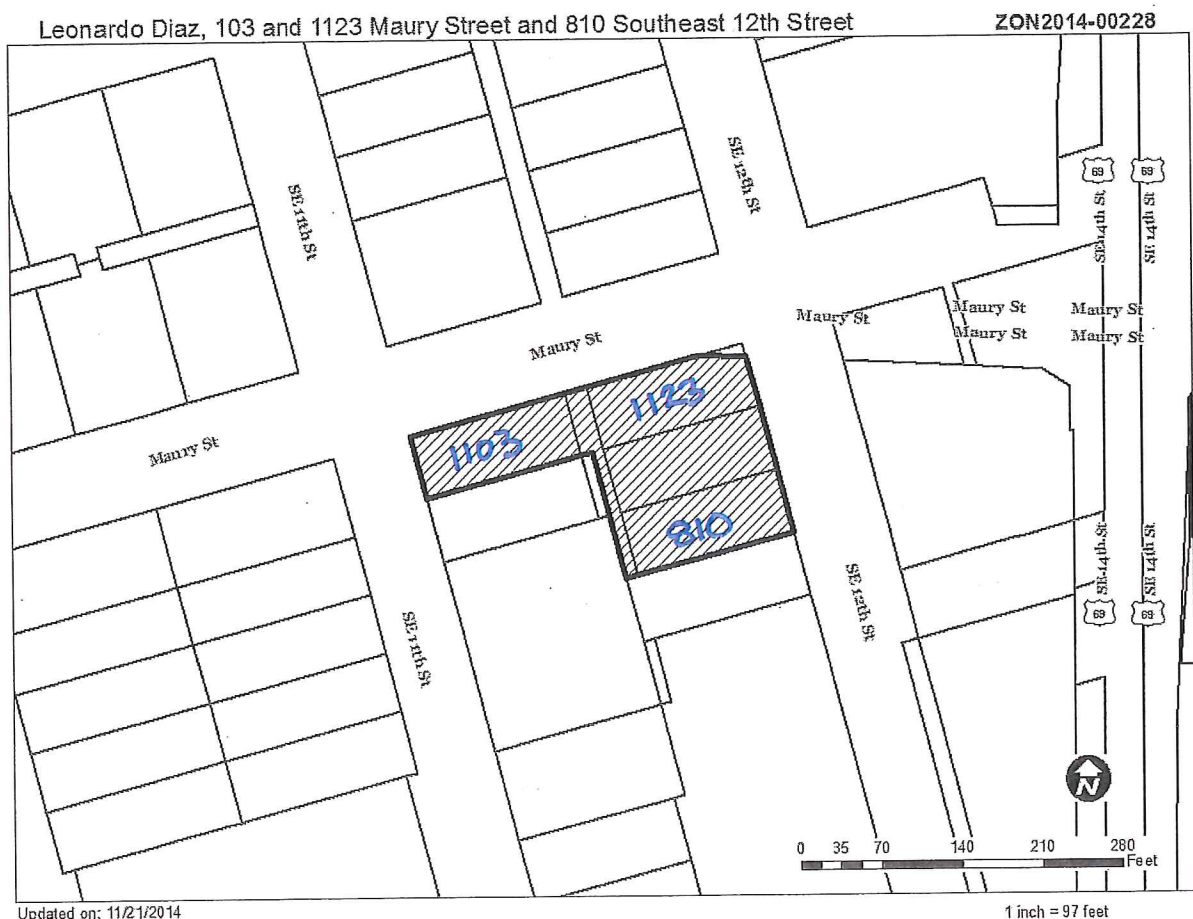 Leonardo Diaz, 103 and 1123 Maury Street and 810 Southeast 12th Street
ZON2014-00228
SE 11th St
SE 12th St
69
69
SE 14th St
SE 14th St
Maury St
Maury St
Maury St
Maury St
Maury St
Maury St
1123
1103
Maury St
810
SE 14th St
SE 14th St
SE 11th St
SE 12th St
69
69
N
0 35 70 140 210 280
Feet
Updated on: 11/21/2014
1 inch = 97 feet